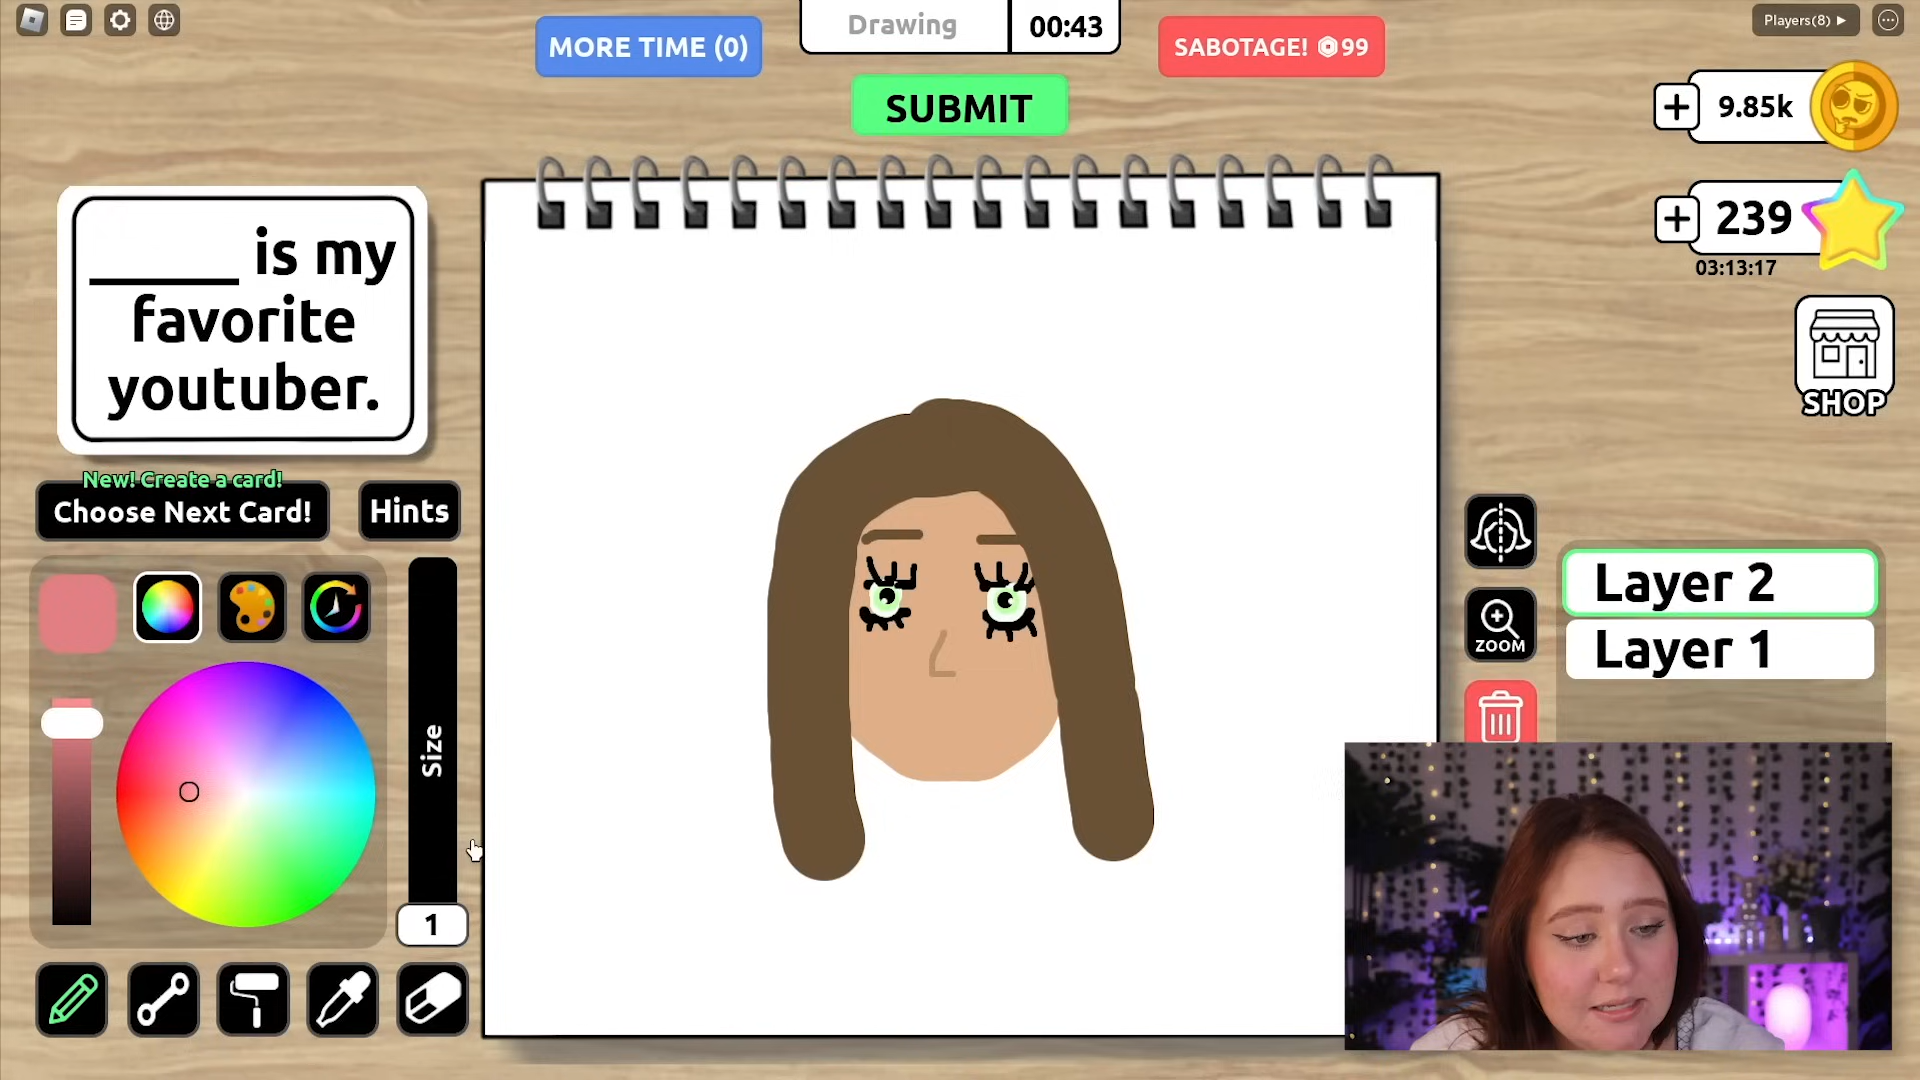 Players(8)
MORE TIME (0)
Drawing
00:43
SABOTAGE! 99
SUBMIT
9.85k
239
03:13:17
SHOP
_____ is my
favorite
youtuber.
New! Create a card!
Choose Next Card!
Hints
Size
1
ZOOM
Layer 2
Layer 1